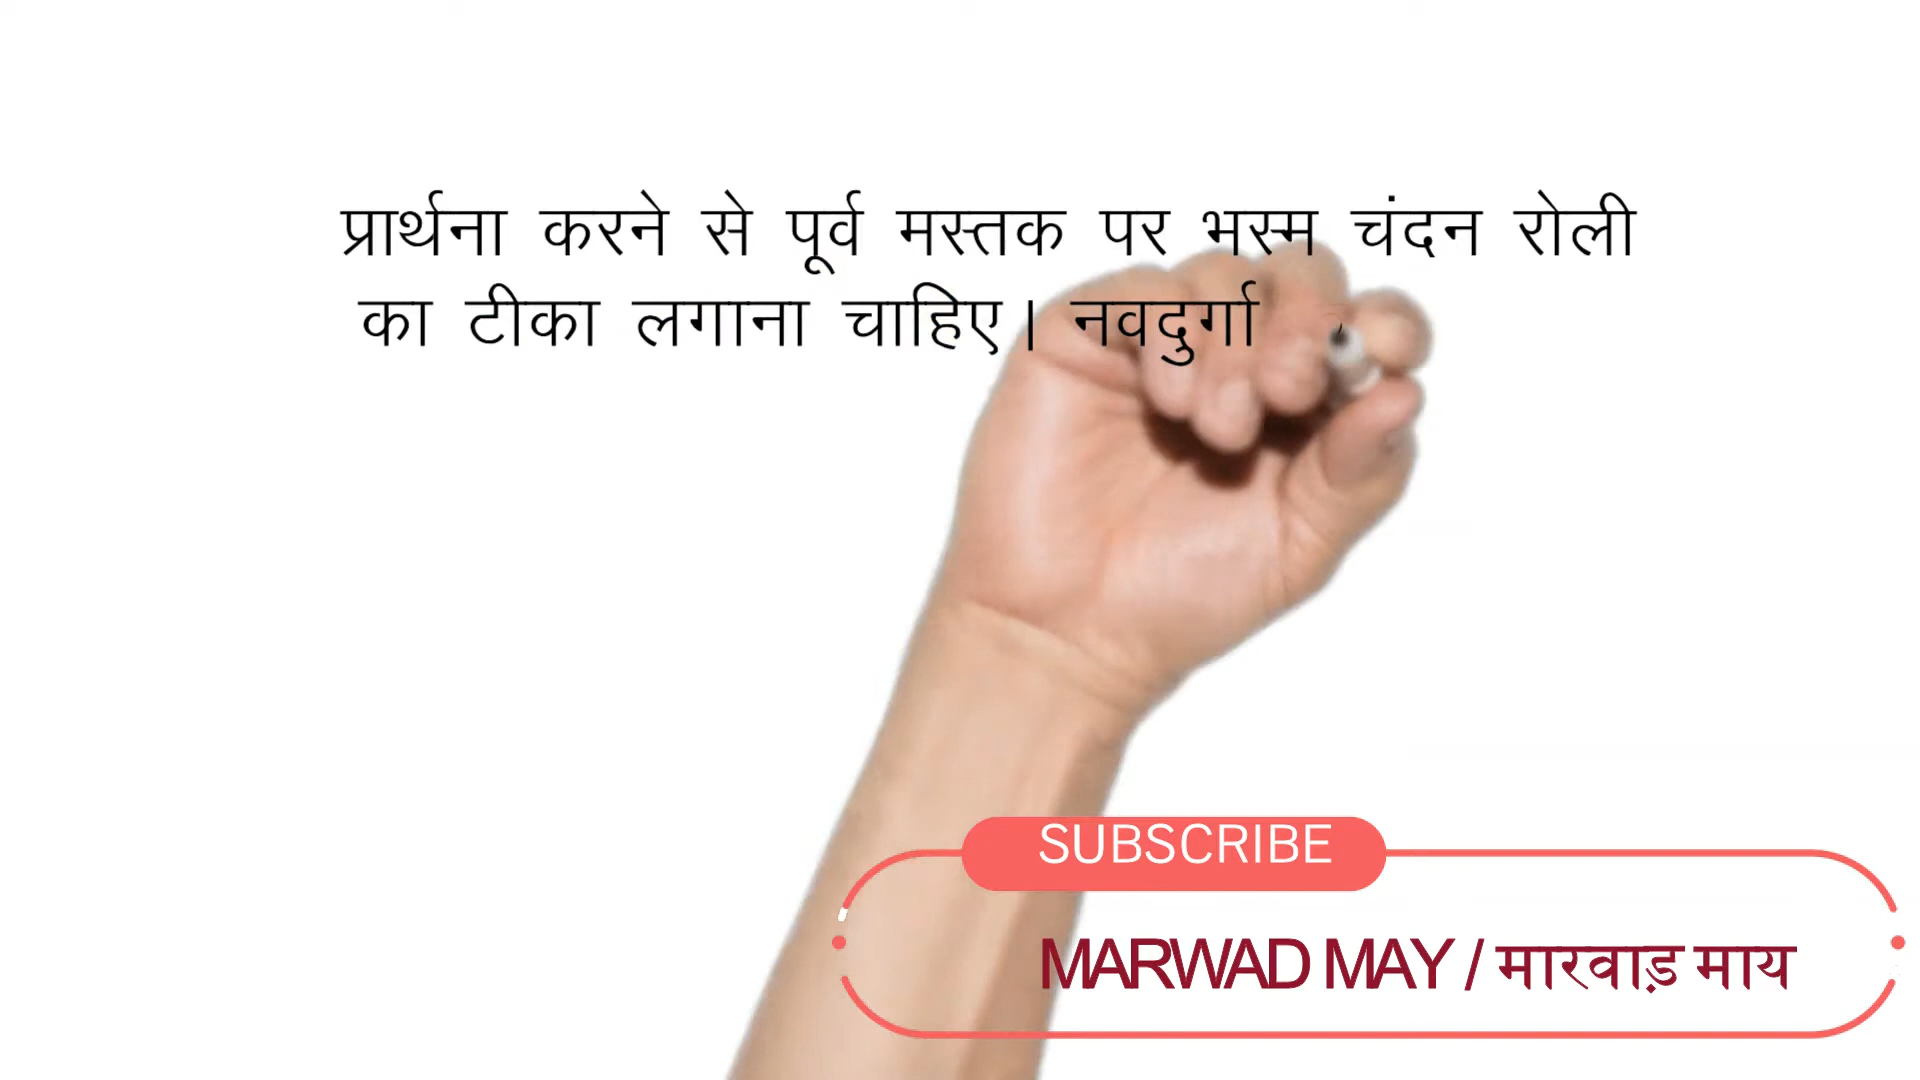 प्रार्थना करने से पूर्व मस्तक पर भस्म चंदन रोली
का टीका लगाना चाहिए। नवदुर्गा
SUBSCRIBE
MARWAD MAY / मारवाड़ माय